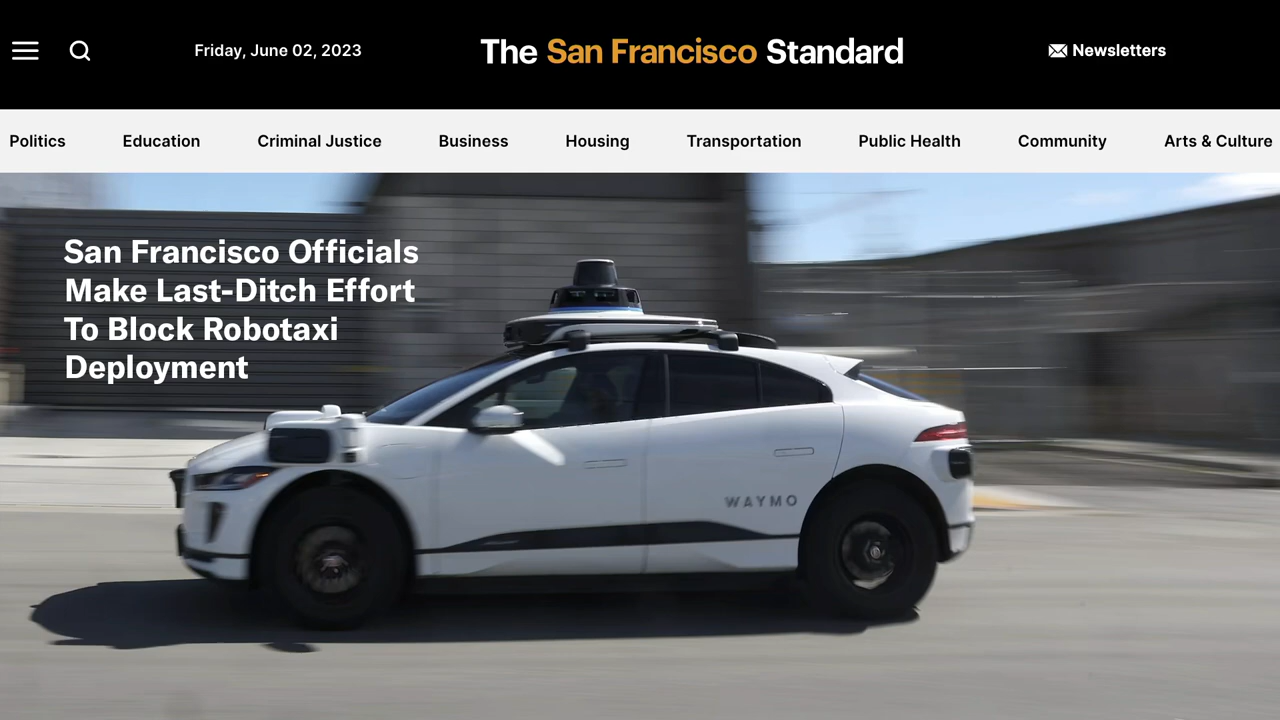 Friday, June 02, 2023
The San Francisco Standard
Newsletters
Politics
Education
Criminal Justice
Business
Housing
Transportation
Public Health
Community
Arts & Culture
San Francisco Officials
Make Last-Ditch Effort
To Block Robotaxi
Deployment
WAYMO